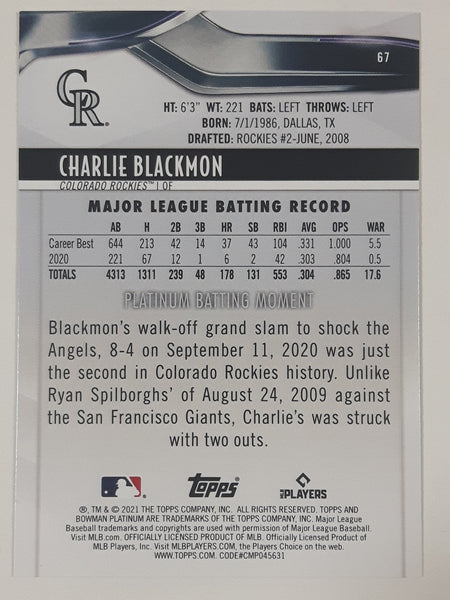 67
CR
HT: 6'3" WT: 221 BATS: LEFT THROWS: LEFT
BORN: 7/1/1986, DALLAS, TX
DRAFTED: ROCKIES #2-JUNE, 2008
CHARLIE BLACKMON
COLORADO ROCKIES™ | OF
MAJOR LEAGUE BATTING RECORD
AB H 2B 3B HR SB RBI AVG OPS WAR
Career Best 644 213 42 14 37 43 104 .331 1.000 5.5
2020 221 67 12 1 6 2 42 .303 .804 0.5
TOTALS 4313 1311 239 48 178 131 553 .304 .865 17.6
PLATINUM BATTING MOMENT
Blackmon's walk-off grand slam to shock the
Angels, 8-4 on September 11, 2020 was just
the second in Colorado Rockies history. Unlike
Ryan Spilborghs' of August 24, 2009 against
the San Francisco Giants, Charlie's was struck
with two outs.
topps
MLB PLAYERS
®, TM & © 2021 THE TOPPS COMPANY, INC. ALL RIGHTS RESERVED. TOPPS AND
BOWMAN PLATINUM ARE TRADEMARKS OF THE TOPPS COMPANY, INC. Major League
Baseball trademarks and copyrights are used with permission of Major League Baseball.
Visit MLB.com. OFFICIALLY LICENSED PRODUCT OF MLB. Officially Licensed Product of
MLB Players, Inc. Visit MLBPLAYERS.COM, the Players Choice on the web.
WWW.TOPPS.COM. CODE#CMP045631